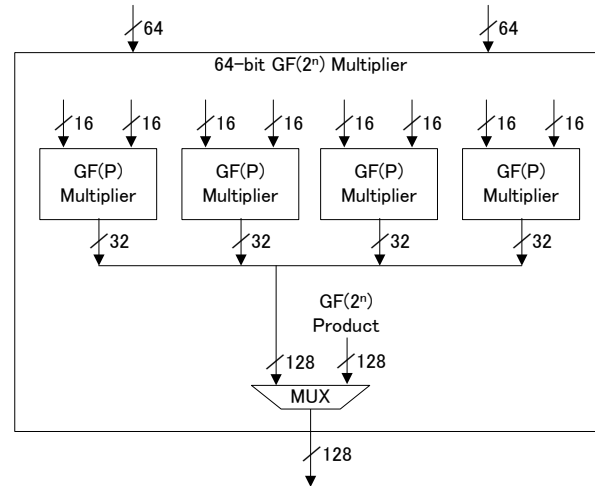 64 64
64-bit GF(2ⁿ) Multiplier
16 16 16 16 16 16 16 16
GF(P) GF(P) GF(P) GF(P)
Multiplier Multiplier Multiplier Multiplier
32 32 32 32
GF(2ⁿ)
Product
128 128
MUX
128